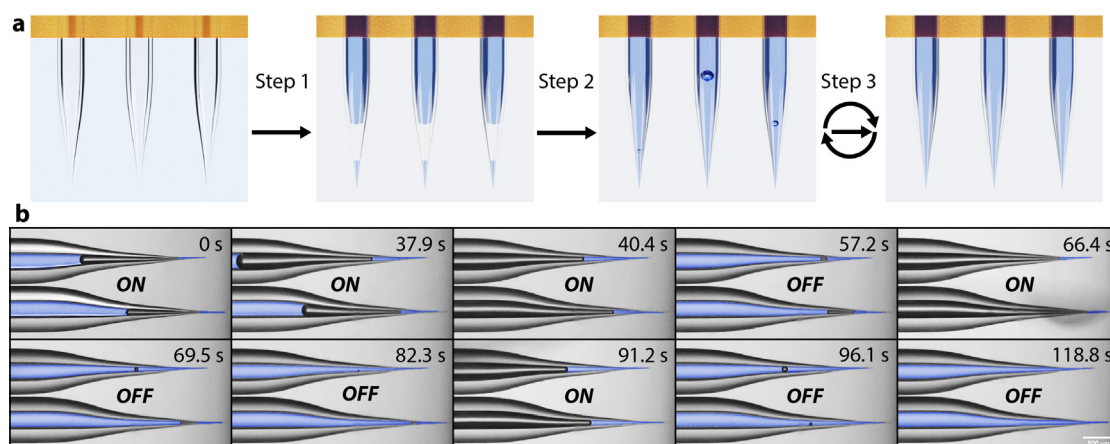 a
Step 1
Step 2
Step 3
b
0 s
ON
37.9 s
ON
40.4 s
ON
57.2 s
OFF
66.4 s
ON
69.5 s
OFF
82.3 s
OFF
91.2 s
ON
96.1 s
OFF
118.8 s
OFF